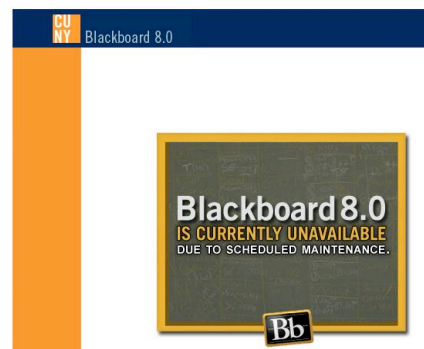 CU
NY Blackboard 8.0
Blackboard 8.0
IS CURRENTLY UNAVAILABLE
DUE TO SCHEDULED MAINTENANCE.
Bb